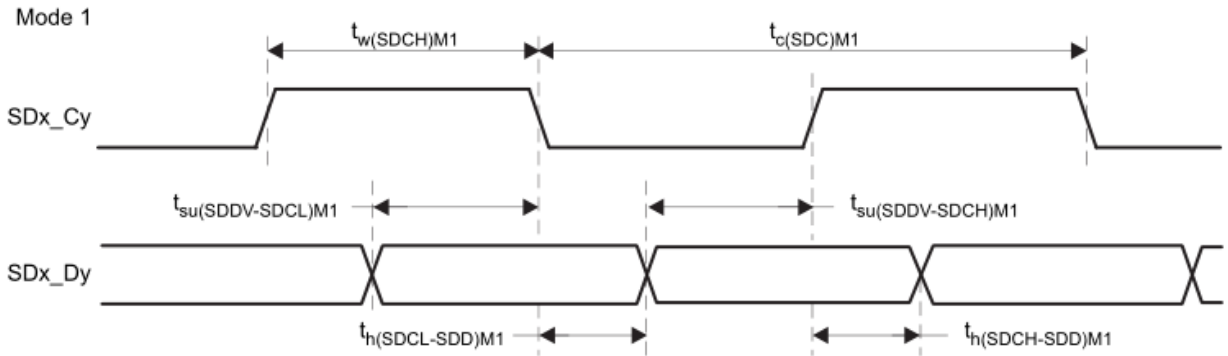 Mode 1
tw(SDCH)M1
tc(SDC)M1
SDx_Cy
tsu(SDDV-SDCL)M1
tsu(SDDV-SDCH)M1
SDx_Dy
th(SDCL-SDD)M1
th(SDCH-SDD)M1